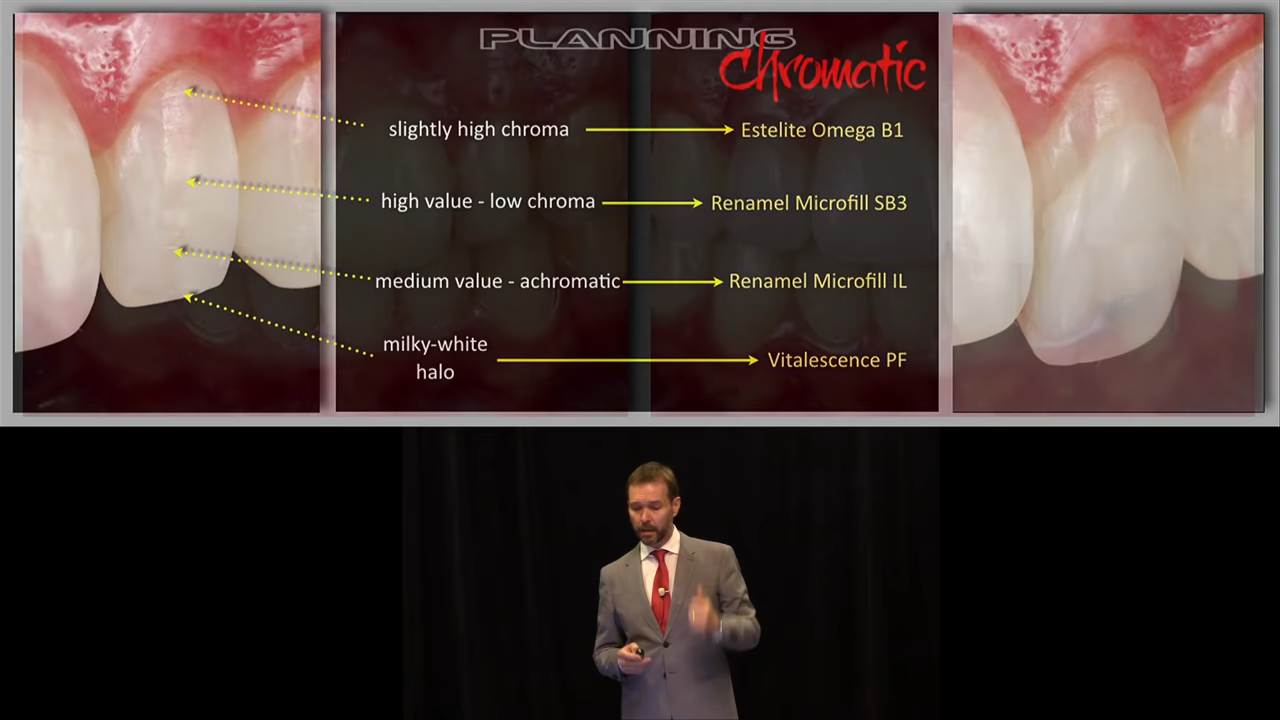 PLANNING
chromatic
slightly high chroma
Estelite Omega B1
high value - low chroma
Renamel Microfill SB3
medium value - achromatic
Renamel Microfill IL
milky-white
halo
Vitalescence PF